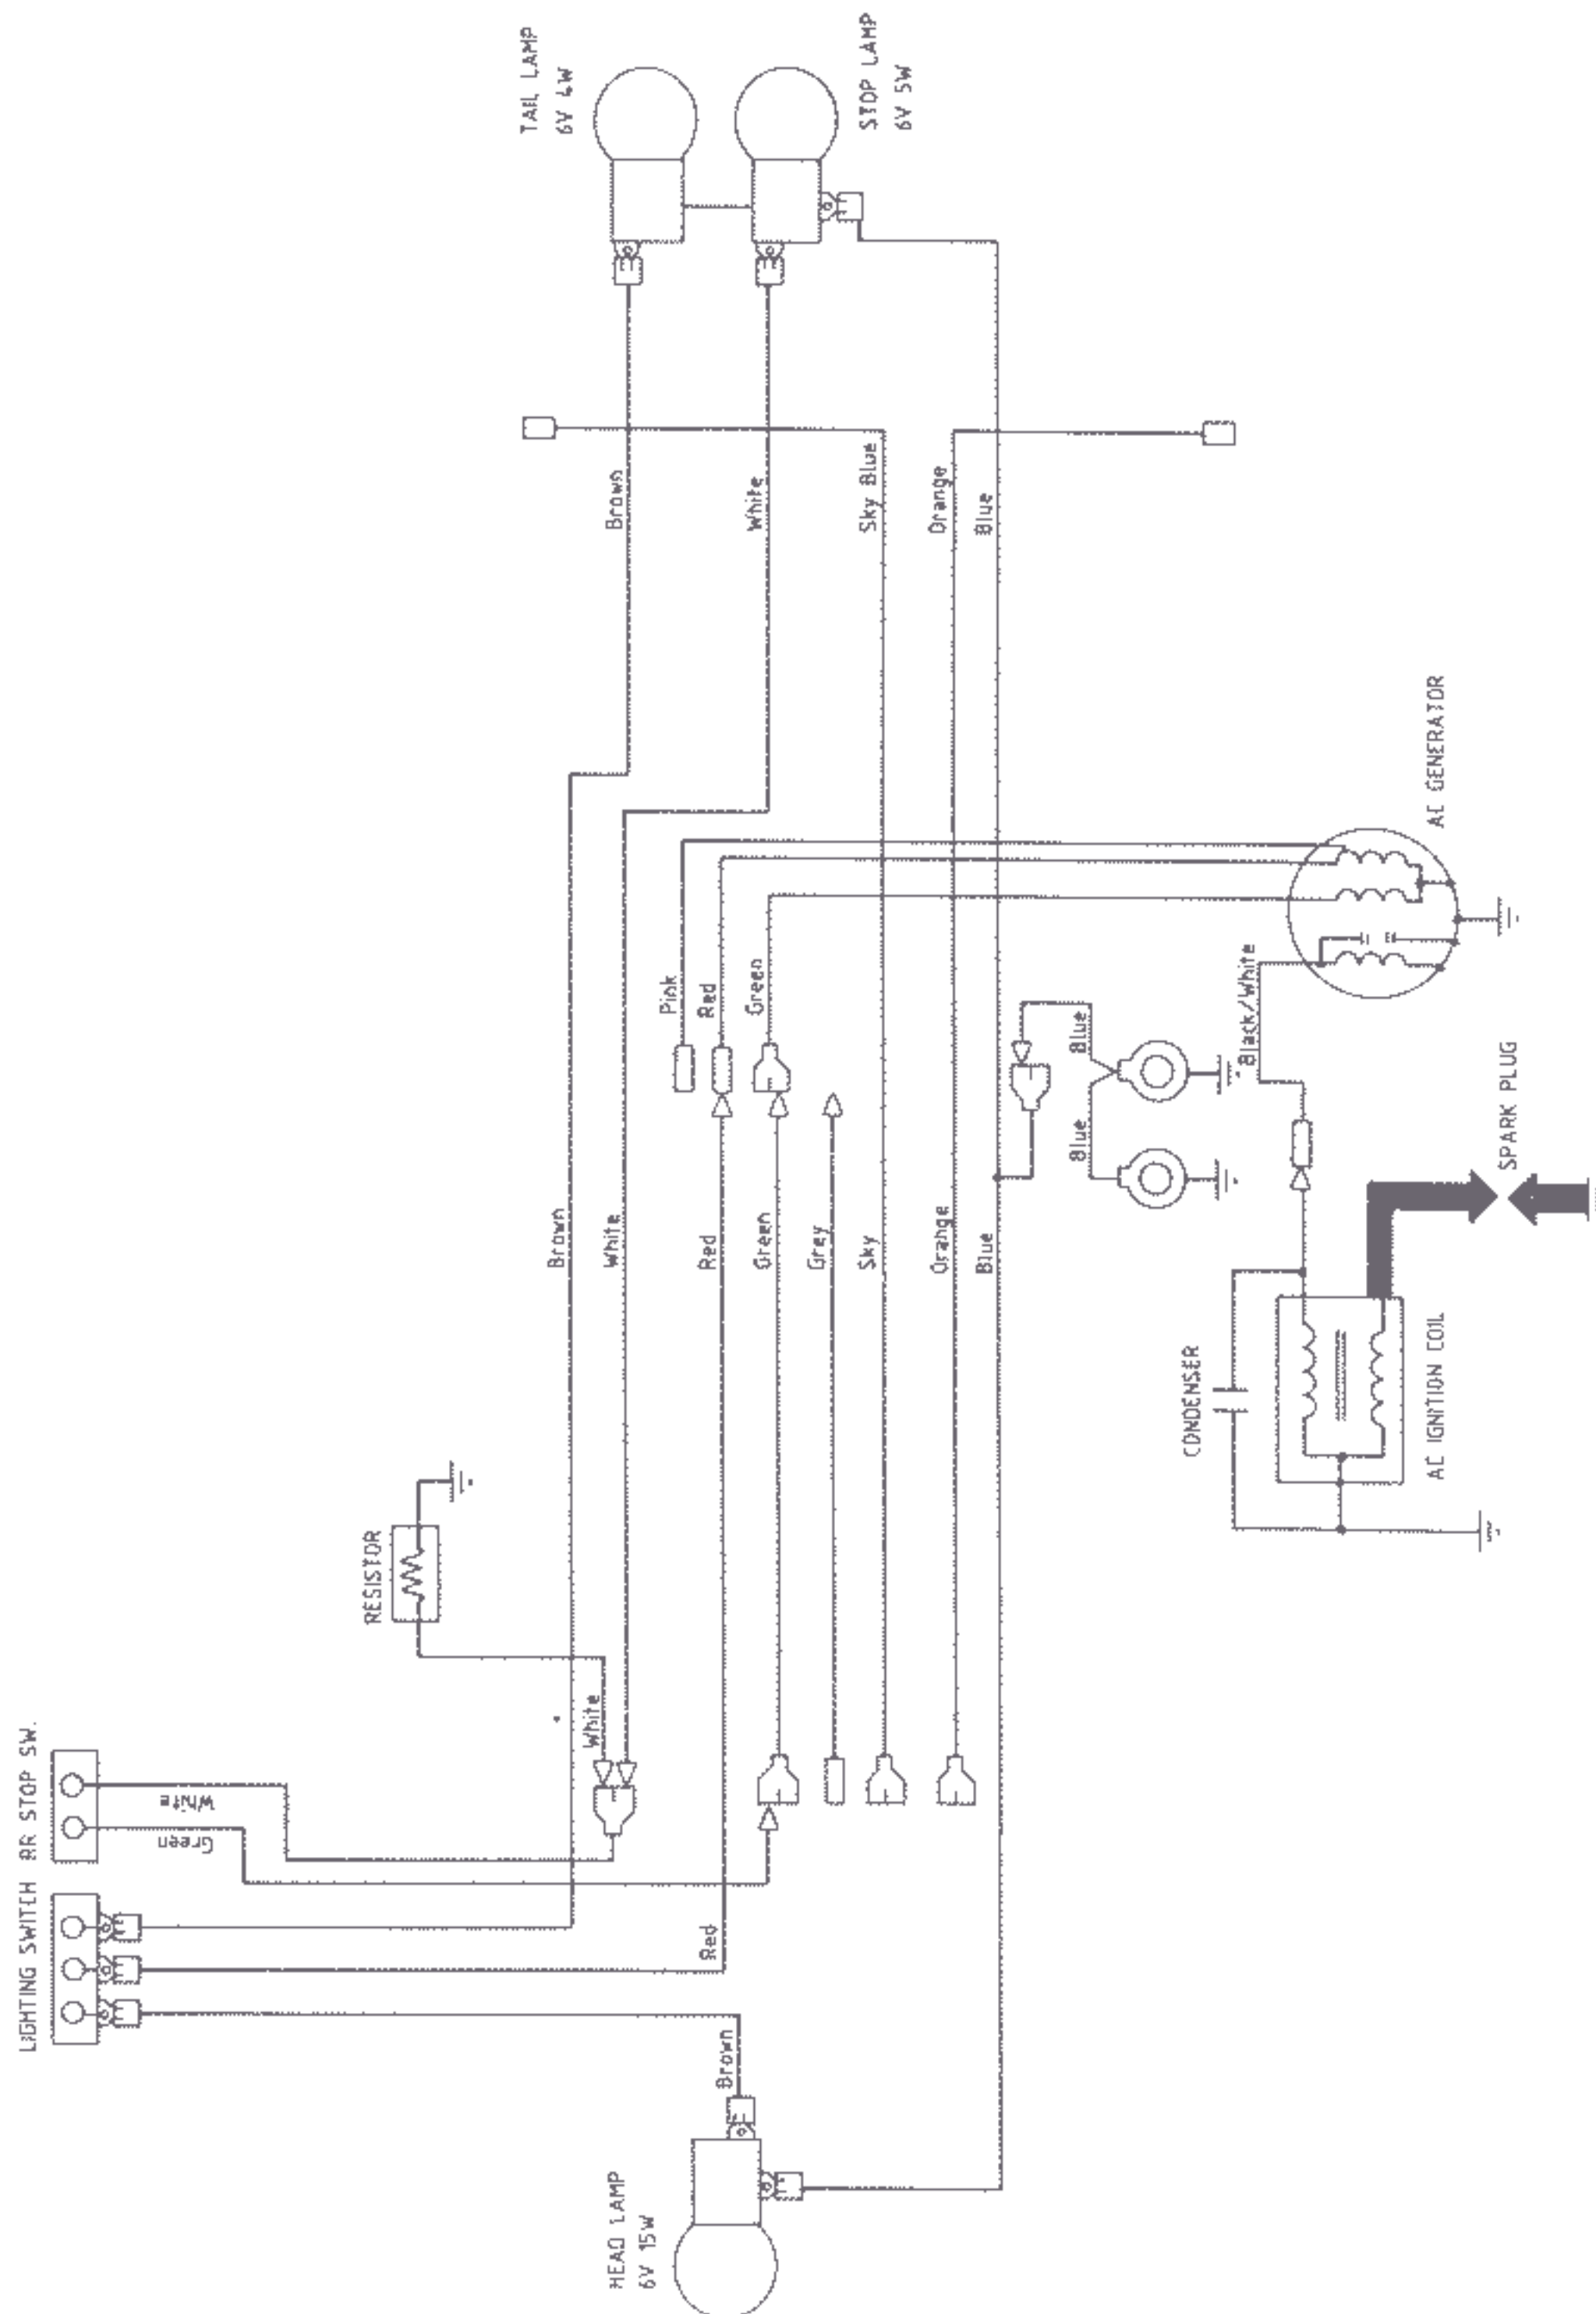 TAIL LAMP
6V 4W
STOP LAMP
6V 5W
Brown
White
Sky Blue
Orange
Blue
AC GENERATOR
Pink
Red
Green
Blue
Blue
Black/White
SPARK PLUG
Brown
White
Red
Green
Grey
Sky
Orange
Blue
CONDENSER
AC IGNITION COIL
RESISTOR
White
RR STOP SW.
White
Green
LIGHTING SWITCH
Red
Brown
HEAD LAMP
6V 15W